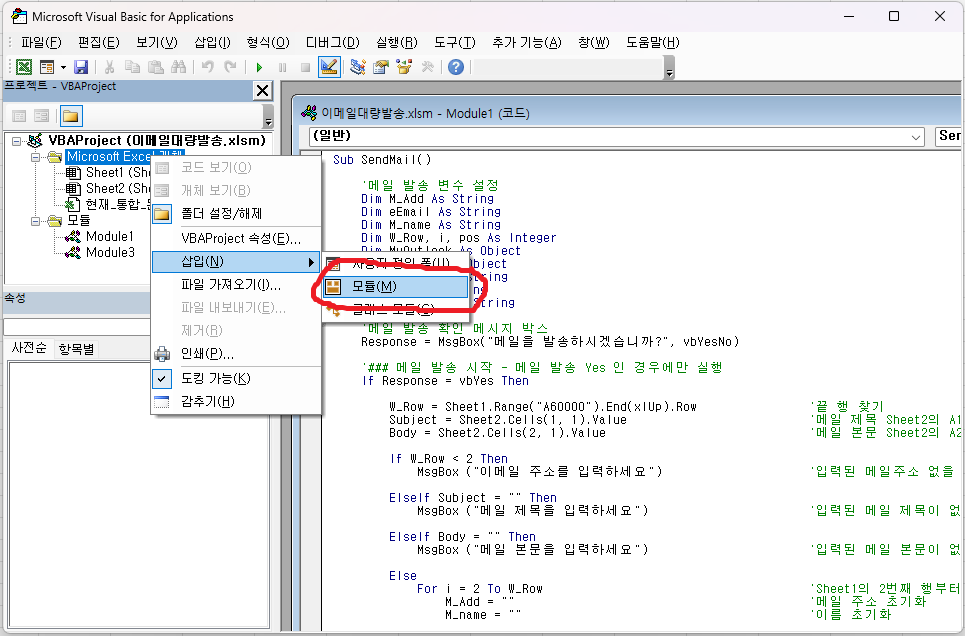 Microsoft Visual Basic for Applications
파일(F) 편집(E) 보기(V) 삽입(I) 형식(O) 디버그(D) 실행(R) 도구(T) 추가 기능(A) 창(W) 도움말(H)
프로젝트 - VBAProject
VBAProject (이메일대량발송.xlsm)
Microsoft Excel 개체
Sheet1 (Sh
Sheet2 (Sh
현재_통합_
모듈
Module1
Module3
속성
사전순 항목별
코드 보기(O)
개체 보기(B)
폴더 설정/해제
VBAProject 속성(E)...
삽입(N)
파일 가져오기(I)...
파일 내보내기(E)...
제거(R)
인쇄(P)...
도킹 가능(K)
감추기(H)
사용자 정의 폼(U)
모듈(M)
클래스 모듈(C)
이메일대량발송.xlsm - Module1 (코드)
(일반)
Sen
Sub SendMail()
'메일 발송 변수 설정
Dim M_Add As String
Dim eEmail As String
Dim M_name As String
Dim W_Row, i, pos As Integer
Dim MyOutlook As Object
bject
tring
ng
String
'메일 발송 확인 메시지 박스
Response = MsgBox("메일을 발송하시겠습니까?", vbYesNo)
'### 메일 발송 시작 - 메일 발송 Yes 인 경우에만 실행
If Response = vbYes Then
W_Row = Sheet1.Range("A60000").End(xlUp).Row '끝 행 찾기
Subject = Sheet2.Cells(1, 1).Value '메일 제목 Sheet2의 A1
Body = Sheet2.Cells(2, 1).Value '메일 본문 Sheet2의 A2
If W_Row < 2 Then
MsgBox ("이메일 주소를 입력하세요") '입력된 메일주소 없을
ElseIf Subject = "" Then
MsgBox ("메일 제목을 입력하세요") '입력된 메일 제목이 없
ElseIf Body = "" Then
MsgBox ("메일 본문을 입력하세요") '입력된 메일 본문이 없
Else
For i = 2 To W_Row 'Sheet1의 2번째 행부터
M_Add = "" '메일 주소 초기화
M_name = "" '이름 초기화